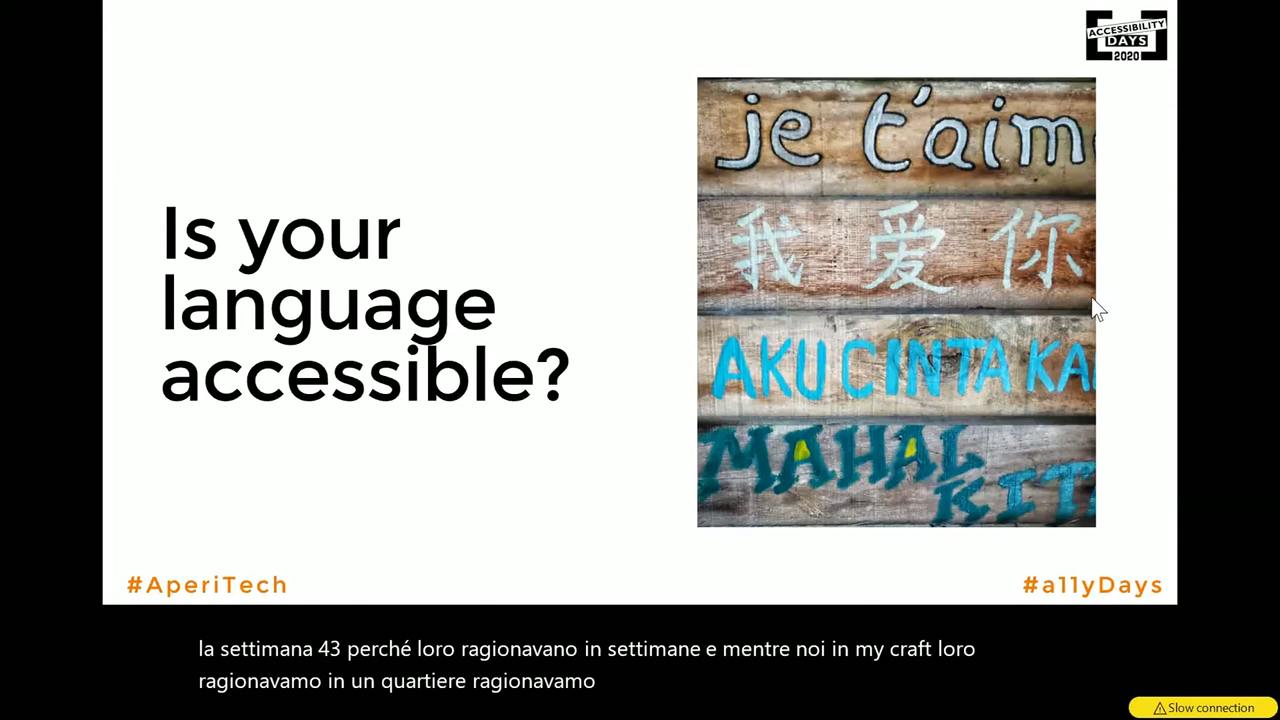 ACCESSIBILITY
DAYS
2020
Is your
language
accessible?
je t'aim
我 爱 你
AKU CINTA KA
MAHAL
KIT
#AperiTech
#a11yDays
la settimana 43 perché loro ragionavano in settimane e mentre noi in my craft loro
ragionavamo in un quartiere ragionavamo
Slow connection